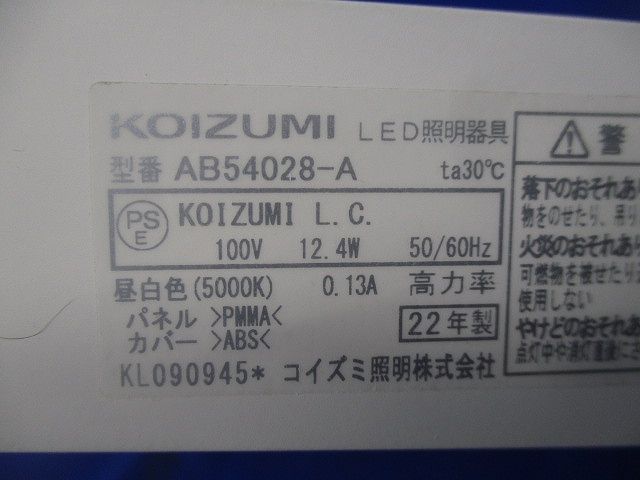 KOIZUMI LED照明器具
型番 AB54028-A ta30℃
PSE KOIZUMI L.C.
100V 12.4W 50/60Hz
昼白色(5000K) 0.13A 高力率
パネル >PMMA<
カバー >ABS< 22年製
KL090945* コイズミ照明株式会社
⚠ 警
落下のおそれあり
物をのせたり、吊り
火災のおそれあり
可燃物を被せたり
使用しない
やけどのおそれあ
点灯中や消灯直後に